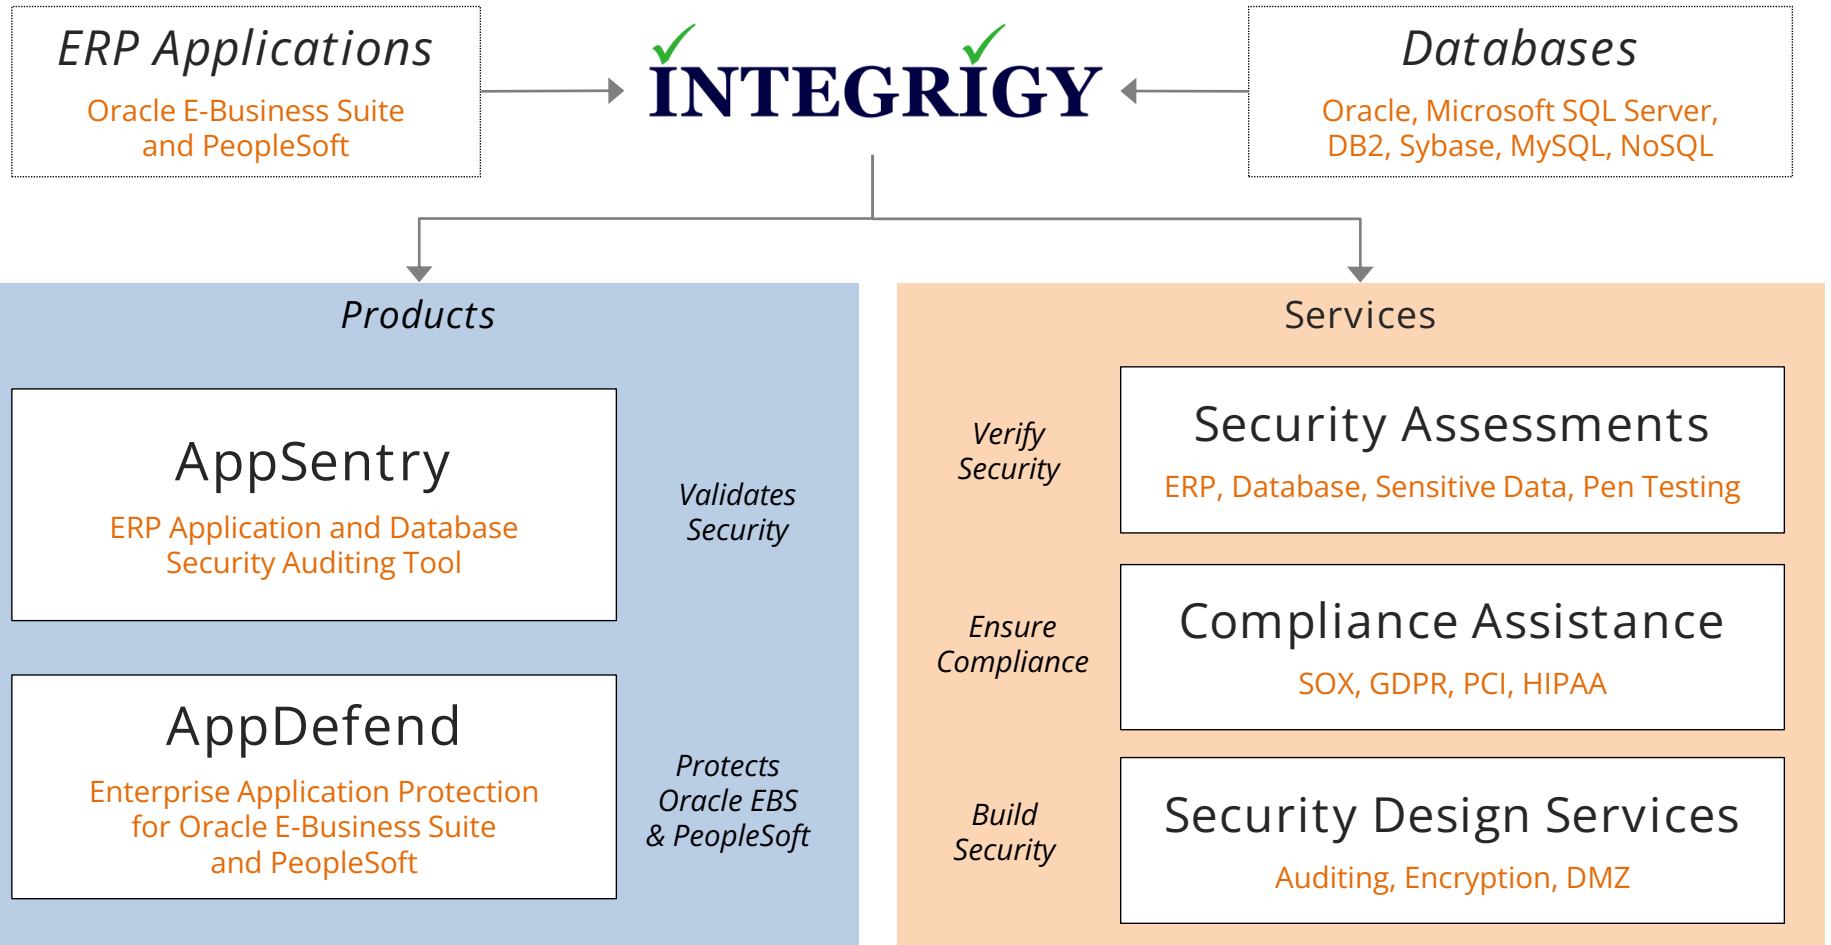 ERP Applications
Oracle E-Business Suite
and PeopleSoft
INTEGRIGY
Databases
Oracle, Microsoft SQL Server,
DB2, Sybase, MySQL, NoSQL
Products
AppSentry
ERP Application and Database
Security Auditing Tool
Validates
Security
AppDefend
Enterprise Application Protection
for Oracle E-Business Suite
and PeopleSoft
Protects
Oracle EBS
& PeopleSoft
Services
Verify
Security
Security Assessments
ERP, Database, Sensitive Data, Pen Testing
Ensure
Compliance
Compliance Assistance
SOX, GDPR, PCI, HIPAA
Build
Security
Security Design Services
Auditing, Encryption, DMZ